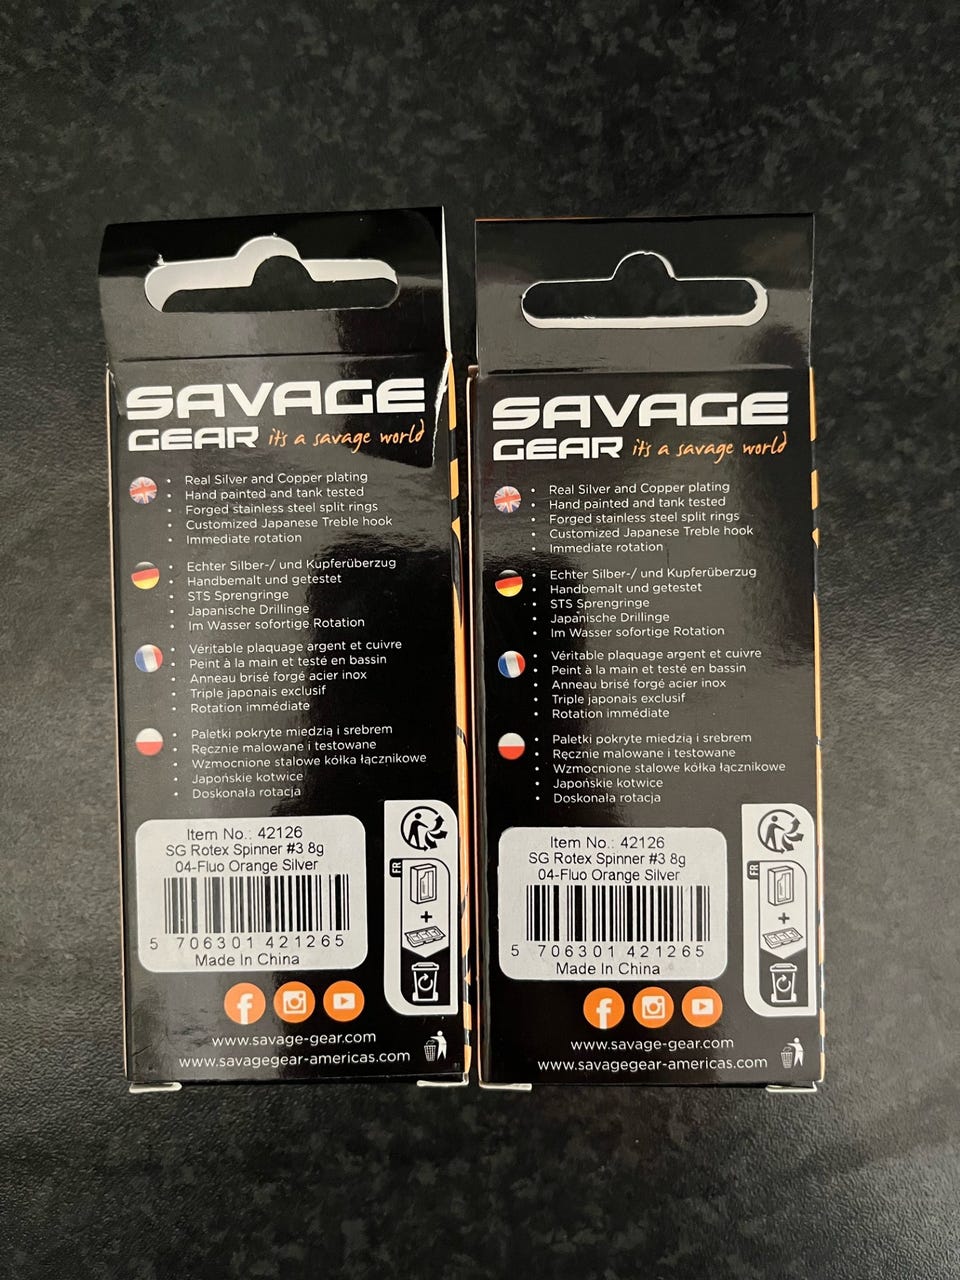 SAVAGE
GEAR it's a savage world
• Real Silver and Copper plating
• Hand painted and tank tested
• Forged stainless steel split rings
• Customized Japanese Treble hook
• Immediate rotation
• Echter Silber-/ und Kupferüberzug
• Handbemalt und getestet
• STS Sprengringe
• Japanische Drillinge
• Im Wasser sofortige Rotation
• Véritable plaquage argent et cuivre
• Peint à la main et testé en bassin
• Anneau brisé forgé acier inox
• Triple japonais exclusif
• Rotation immédiate
• Paletki pokryte miedzią i srebrem
• Ręcznie malowane i testowane
• Wzmocnione stalowe kółka łącznikowe
• Japońskie kotwice
• Doskonała rotacja
Item No.: 42126
SG Rotex Spinner #3 8g
04-Fluo Orange Silver
5 706301 421265
Made In China
FR
+
www.savage-gear.com
www.savagegear-americas.com
SAVAGE
GEAR it's a savage world
• Real Silver and Copper plating
• Hand painted and tank tested
• Forged stainless steel split rings
• Customized Japanese Treble hook
• Immediate rotation
• Echter Silber-/ und Kupferüberzug
• Handbemalt und getestet
• STS Sprengringe
• Japanische Drillinge
• Im Wasser sofortige Rotation
• Véritable plaquage argent et cuivre
• Peint à la main et testé en bassin
• Anneau brisé forgé acier inox
• Triple japonais exclusif
• Rotation immédiate
• Paletki pokryte miedzią i srebrem
• Ręcznie malowane i testowane
• Wzmocnione stalowe kółka łącznikowe
• Japońskie kotwice
• Doskonała rotacja
Item No.: 42126
SG Rotex Spinner #3 8g
04-Fluo Orange Silver
5 706301 421265
Made In China
FR
+
www.savage-gear.com
www.savagegear-americas.com